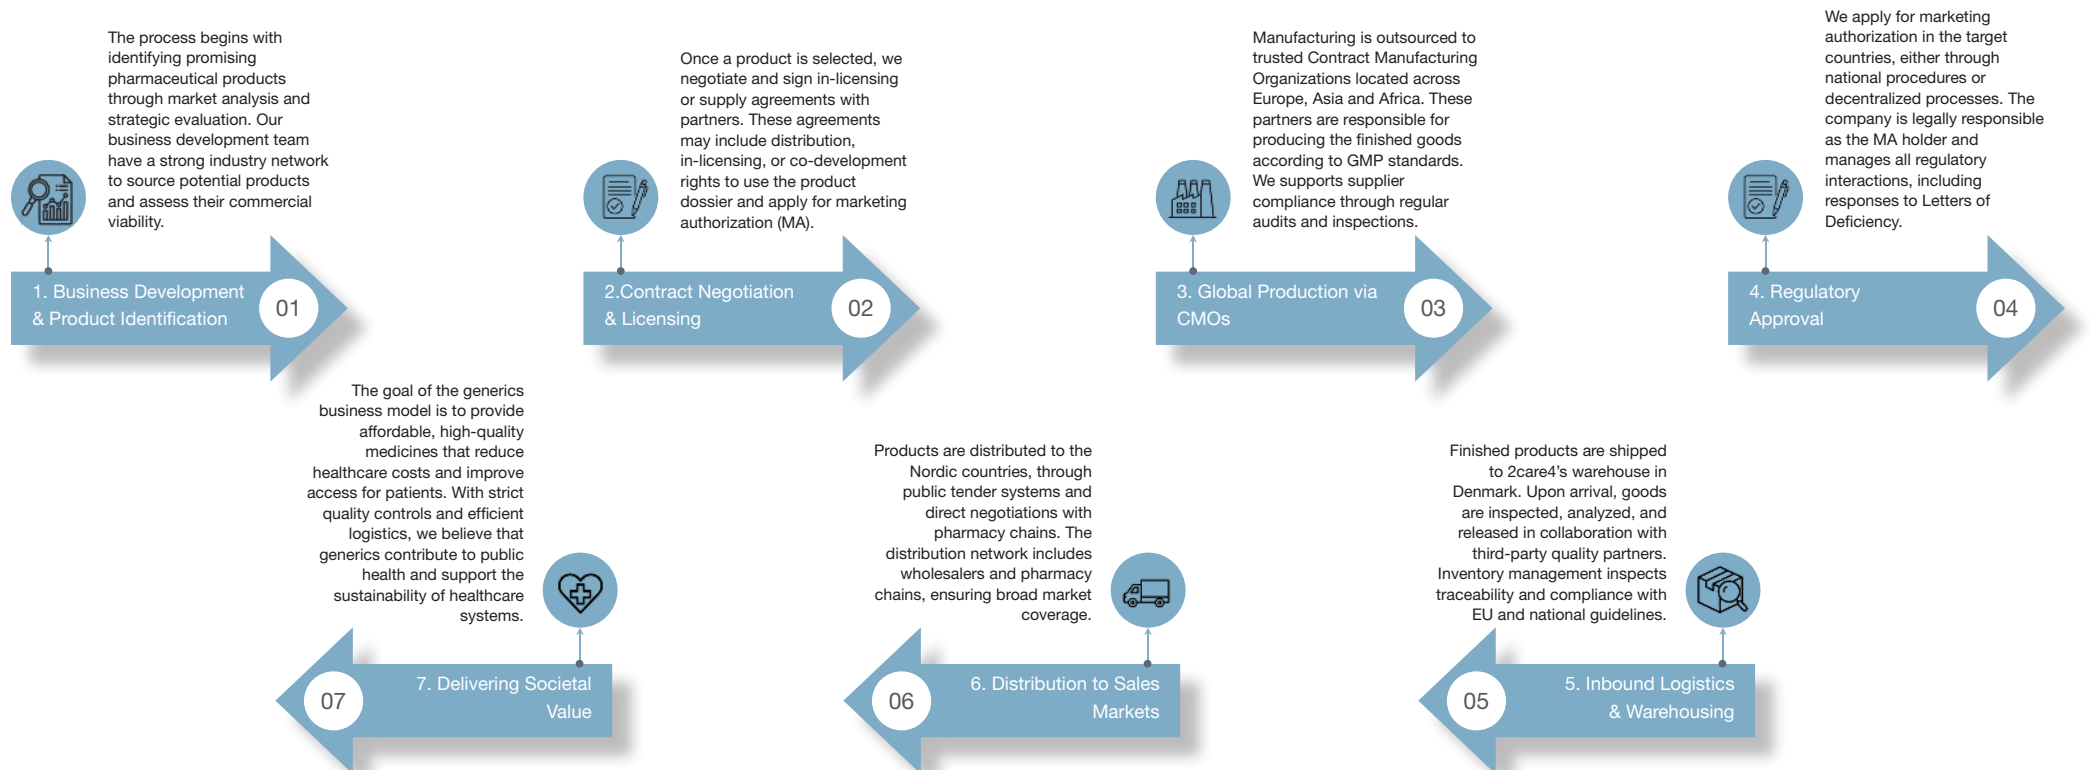 The process begins with
identifying promising
pharmaceutical products
through market analysis and
strategic evaluation. Our
business development team
have a strong industry network
to source potential products
and assess their commercial
viability.
1. Business Development
& Product Identification
01
Once a product is selected, we
negotiate and sign in-licensing
or supply agreements with
partners. These agreements
may include distribution,
in-licensing, or co-development
rights to use the product
dossier and apply for marketing
authorization (MA).
2.Contract Negotiation
& Licensing
02
Manufacturing is outsourced to
trusted Contract Manufacturing
Organizations located across
Europe, Asia and Africa. These
partners are responsible for
producing the finished goods
according to GMP standards.
We supports supplier
compliance through regular
audits and inspections.
3. Global Production via
CMOs
03
We apply for marketing
authorization in the target
countries, either through
national procedures or
decentralized processes. The
company is legally responsible
as the MA holder and
manages all regulatory
interactions, including
responses to Letters of
Deficiency.
4. Regulatory
Approval
04
Finished products are shipped
to 2care4's warehouse in
Denmark. Upon arrival, goods
are inspected, analyzed, and
released in collaboration with
third-party quality partners.
Inventory management inspects
traceability and compliance with
EU and national guidelines.
5. Inbound Logistics
& Warehousing
05
Products are distributed to the
Nordic countries, through
public tender systems and
direct negotiations with
pharmacy chains. The
distribution network includes
wholesalers and pharmacy
chains, ensuring broad market
coverage.
6. Distribution to Sales
Markets
06
The goal of the generics
business model is to provide
affordable, high-quality
medicines that reduce
healthcare costs and improve
access for patients. With strict
quality controls and efficient
logistics, we believe that
generics contribute to public
health and support the
sustainability of healthcare
systems.
7. Delivering Societal
Value
07